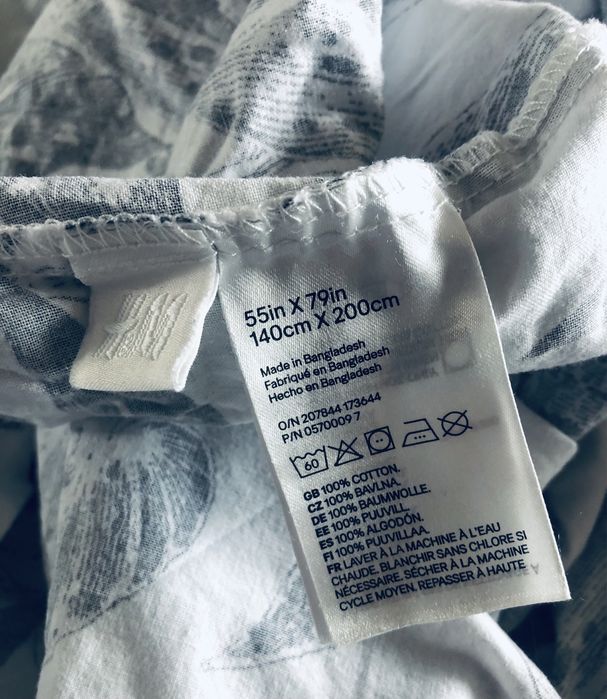 55in X 79in
140cm X 200cm
Made in Bangladesh
Fabriqué en Bangladesh
Hecho en Bangladesh
O/N 207844 173644
P/N 0570009 7
60
GB 100% COTTON.
CZ 100% BAVLNA.
DE 100% BAUMWOLLE.
EE 100% PUUVILL.
ES 100% ALGODÓN.
FI 100% PUUVILLAA.
FR LAVER À LA MACHINE À L'EAU
CHAUDE. BLANCHIR SANS CHLORE SI
NÉCESSAIRE. SÉCHER À LA MACHINE
CYCLE MOYEN. REPASSER À HAUTE